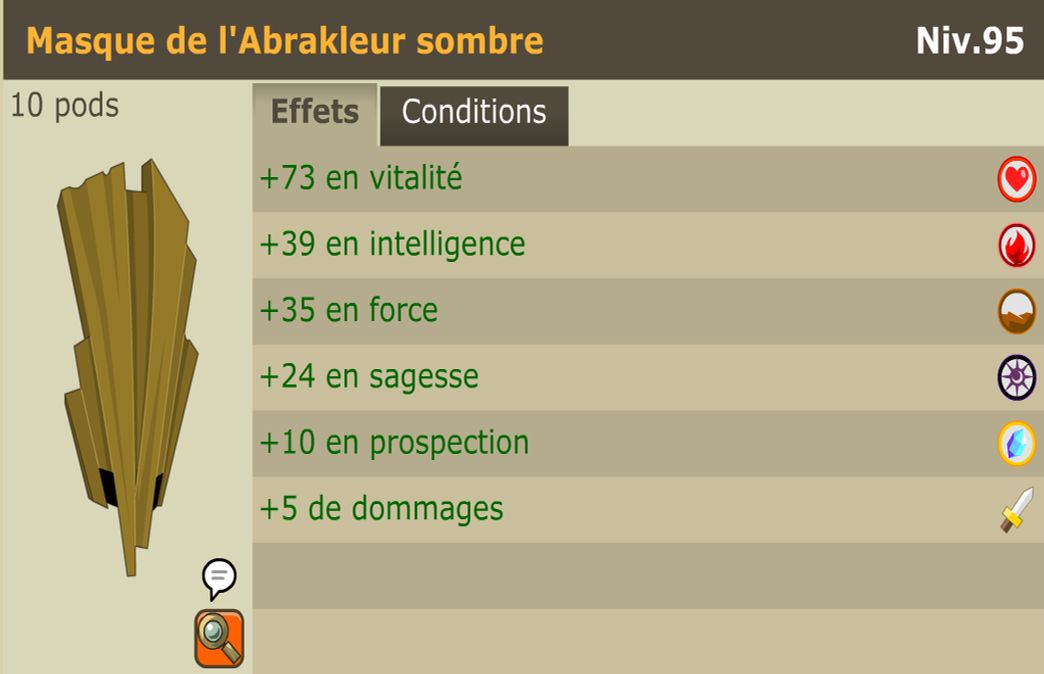 Masque de l'Abrakleur sombre
Niv.95
10 pods
Effets
Conditions
+73 en vitalité
+39 en intelligence
+35 en force
+24 en sagesse
+10 en prospection
+5 de dommages